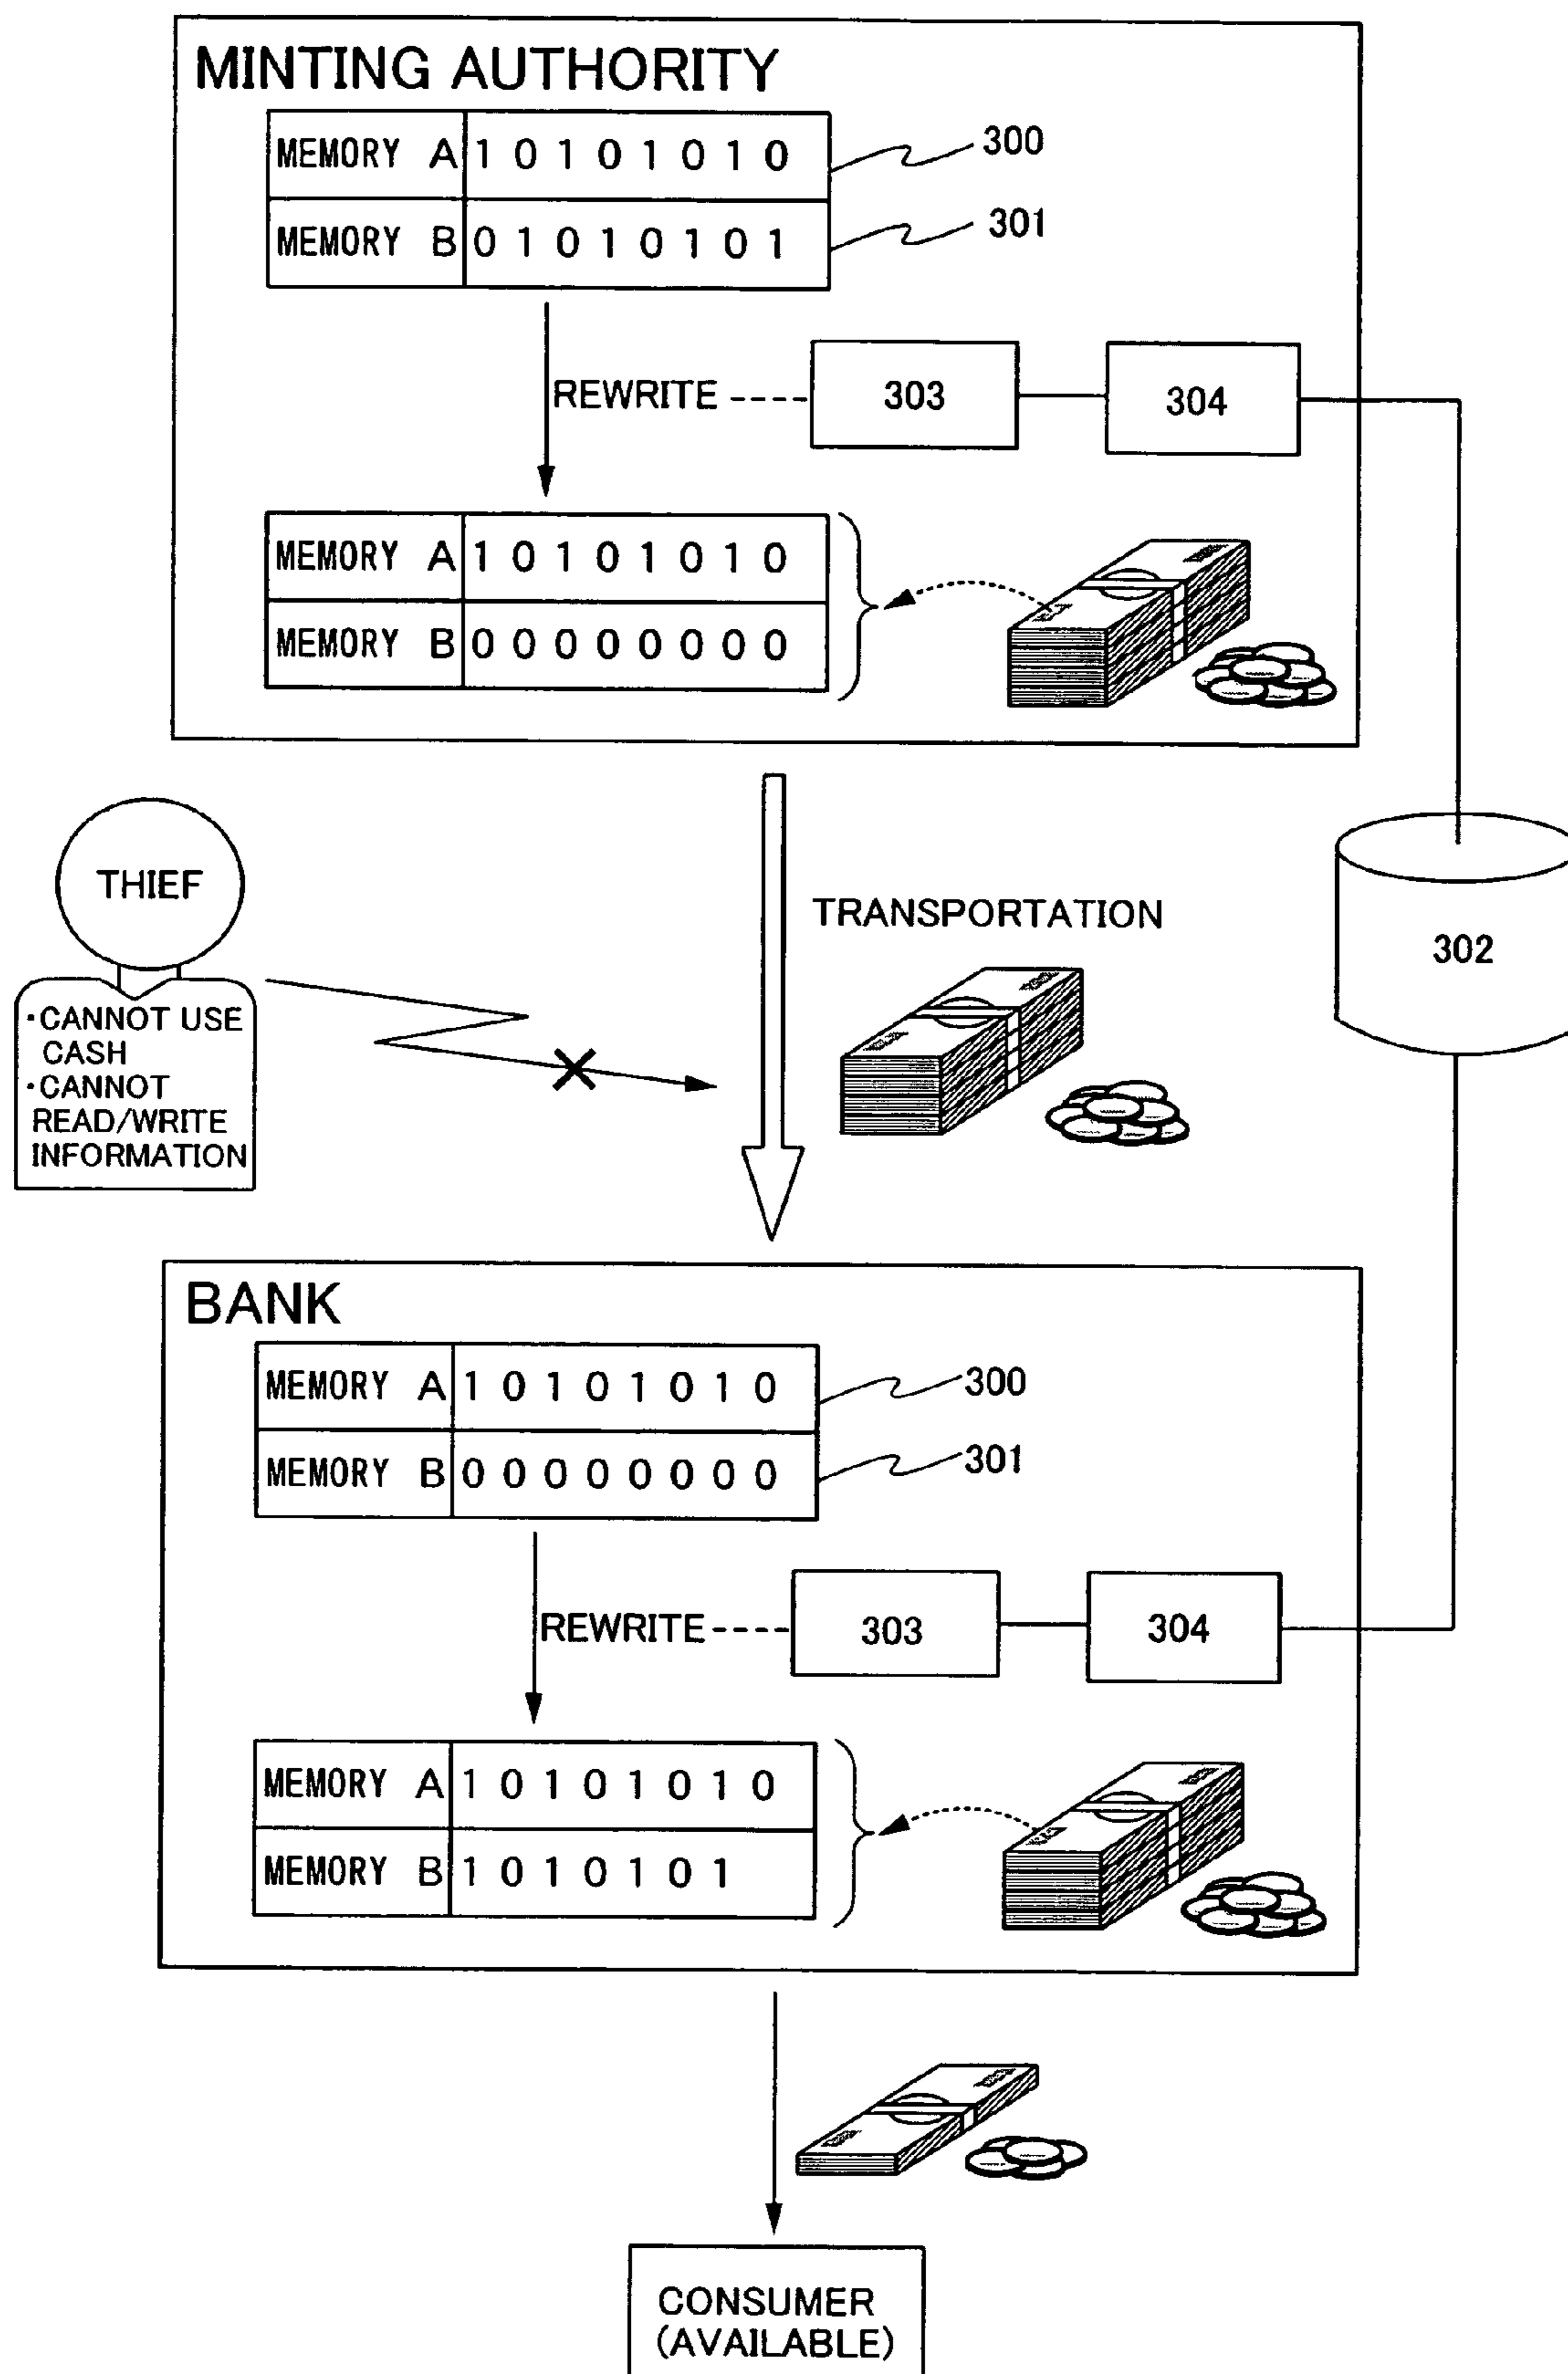 MINTING AUTHORITY
MEMORY A 1 0 1 0 1 0 1 0
300
MEMORY B 0 1 0 1 0 1 0 1
301
REWRITE
303
304
MEMORY A 1 0 1 0 1 0 1 0
MEMORY B 0 0 0 0 0 0 0 0
THIEF
·CANNOT USE
CASH
·CANNOT
READ/WRITE
INFORMATION
TRANSPORTATION
302
BANK
MEMORY A 1 0 1 0 1 0 1 0
300
MEMORY B 0 0 0 0 0 0 0 0
301
REWRITE
303
304
MEMORY A 1 0 1 0 1 0 1 0
MEMORY B 1 0 1 0 1 0 1
CONSUMER
(AVAILABLE)